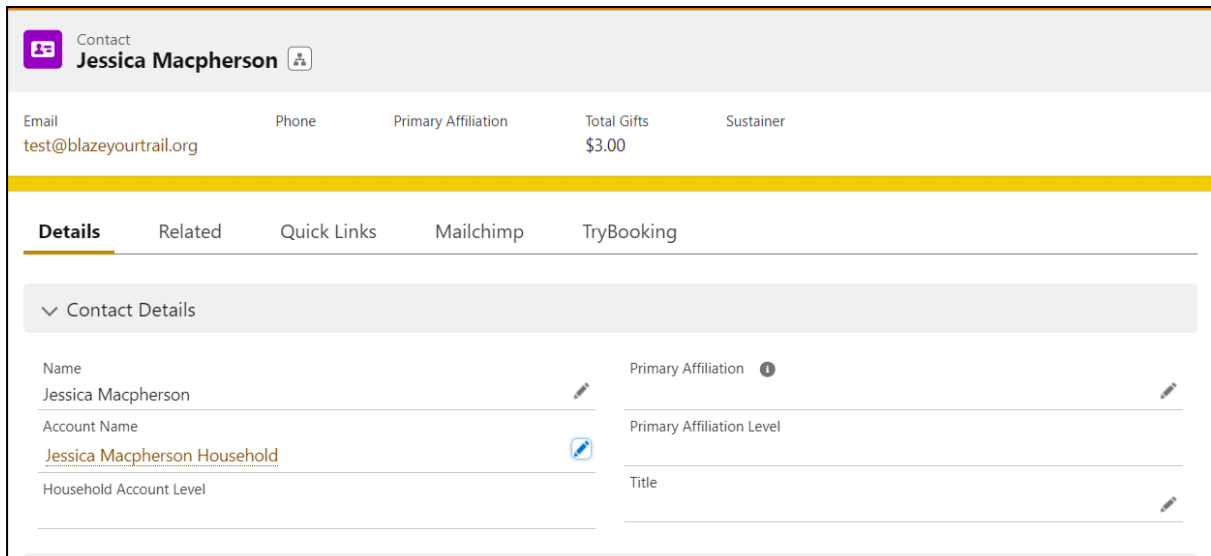 Contact
Jessica Macpherson
Email
Phone
Primary Affiliation
Total Gifts
Sustainer
test@blazeyourtrail.org
$3.00
Details
Related
Quick Links
Mailchimp
TryBooking
Contact Details
Name
Jessica Macpherson
Primary Affiliation
Account Name
Jessica Macpherson Household
Primary Affiliation Level
Household Account Level
Title